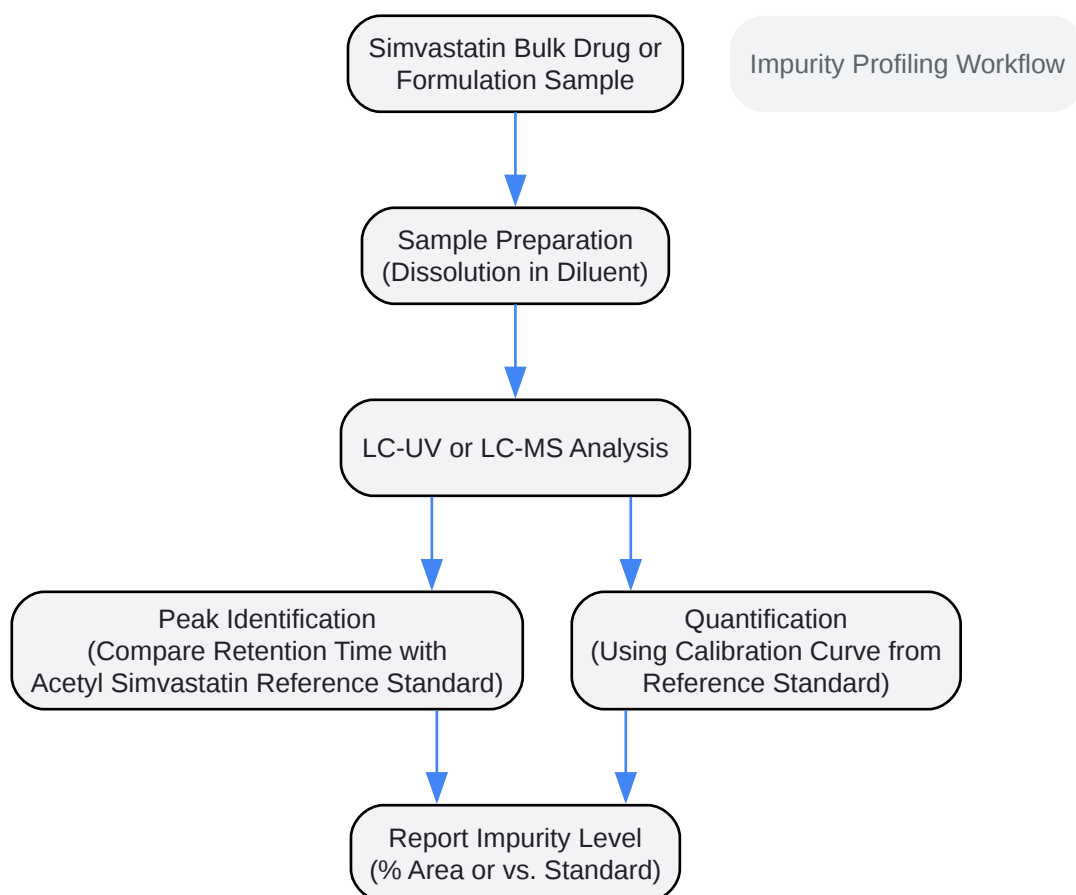 Simvastatin Bulk Drug or
Formulation Sample
Impurity Profiling Workflow
Sample Preparation
(Dissolution in Diluent)
LC-UV or LC-MS Analysis
Peak Identification
(Compare Retention Time with
Acetyl Simvastatin Reference Standard)
Quantification
(Using Calibration Curve from
Reference Standard)
Report Impurity Level
(% Area or vs. Standard)